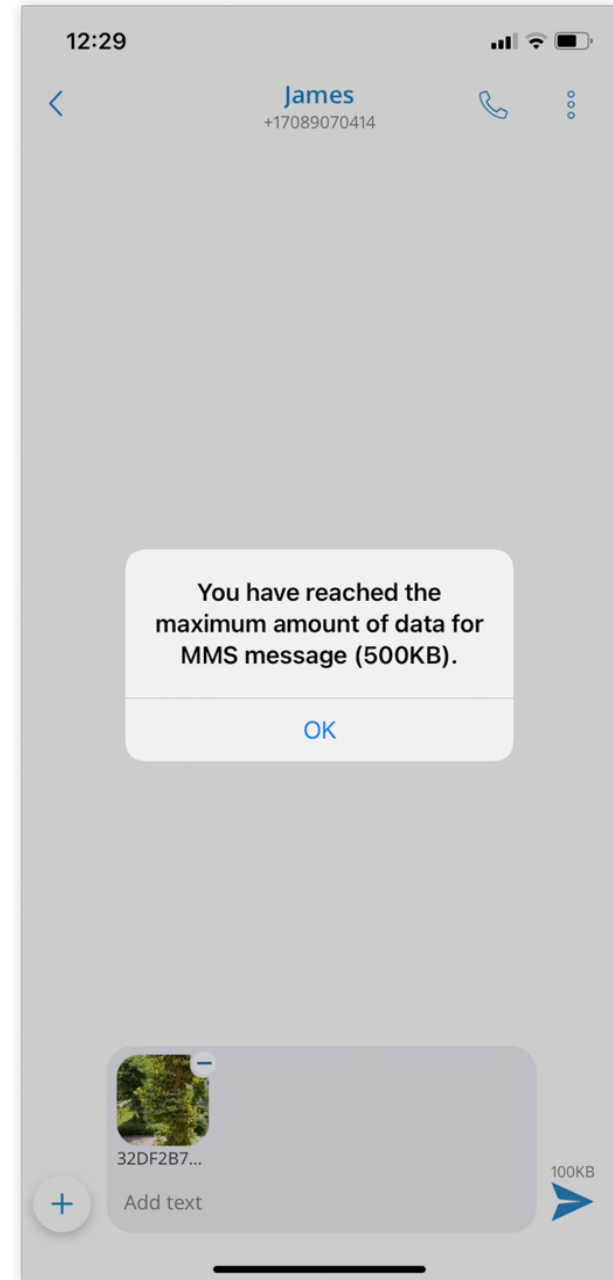 12:29
James
+17089070414
You have reached the
maximum amount of data for
MMS message (500KB).
OK
32DF2B7...
Add text
100KB